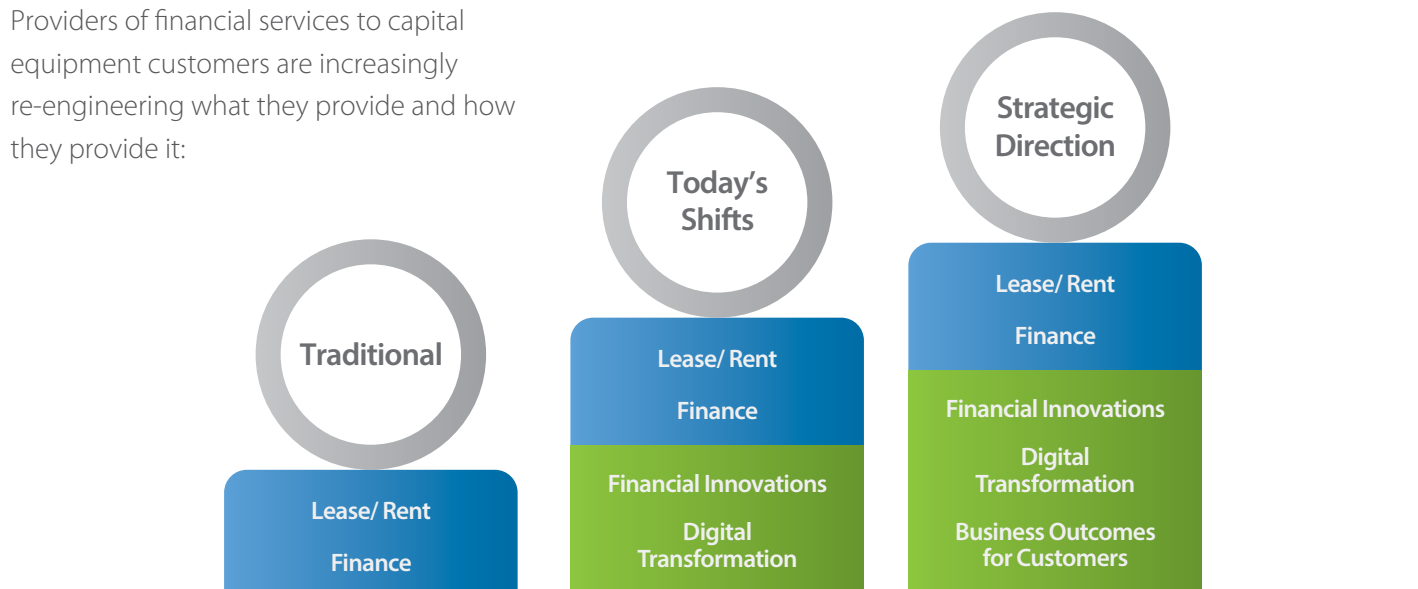 Providers of financial services to capital
equipment customers are increasingly
re-engineering what they provide and how
they provide it:
Traditional
Lease/ Rent
Finance
Today’s
Shifts
Lease/ Rent
Finance
Financial Innovations
Digital
Transformation
Strategic
Direction
Lease/ Rent
Finance
Financial Innovations
Digital
Transformation
Business Outcomes
for Customers